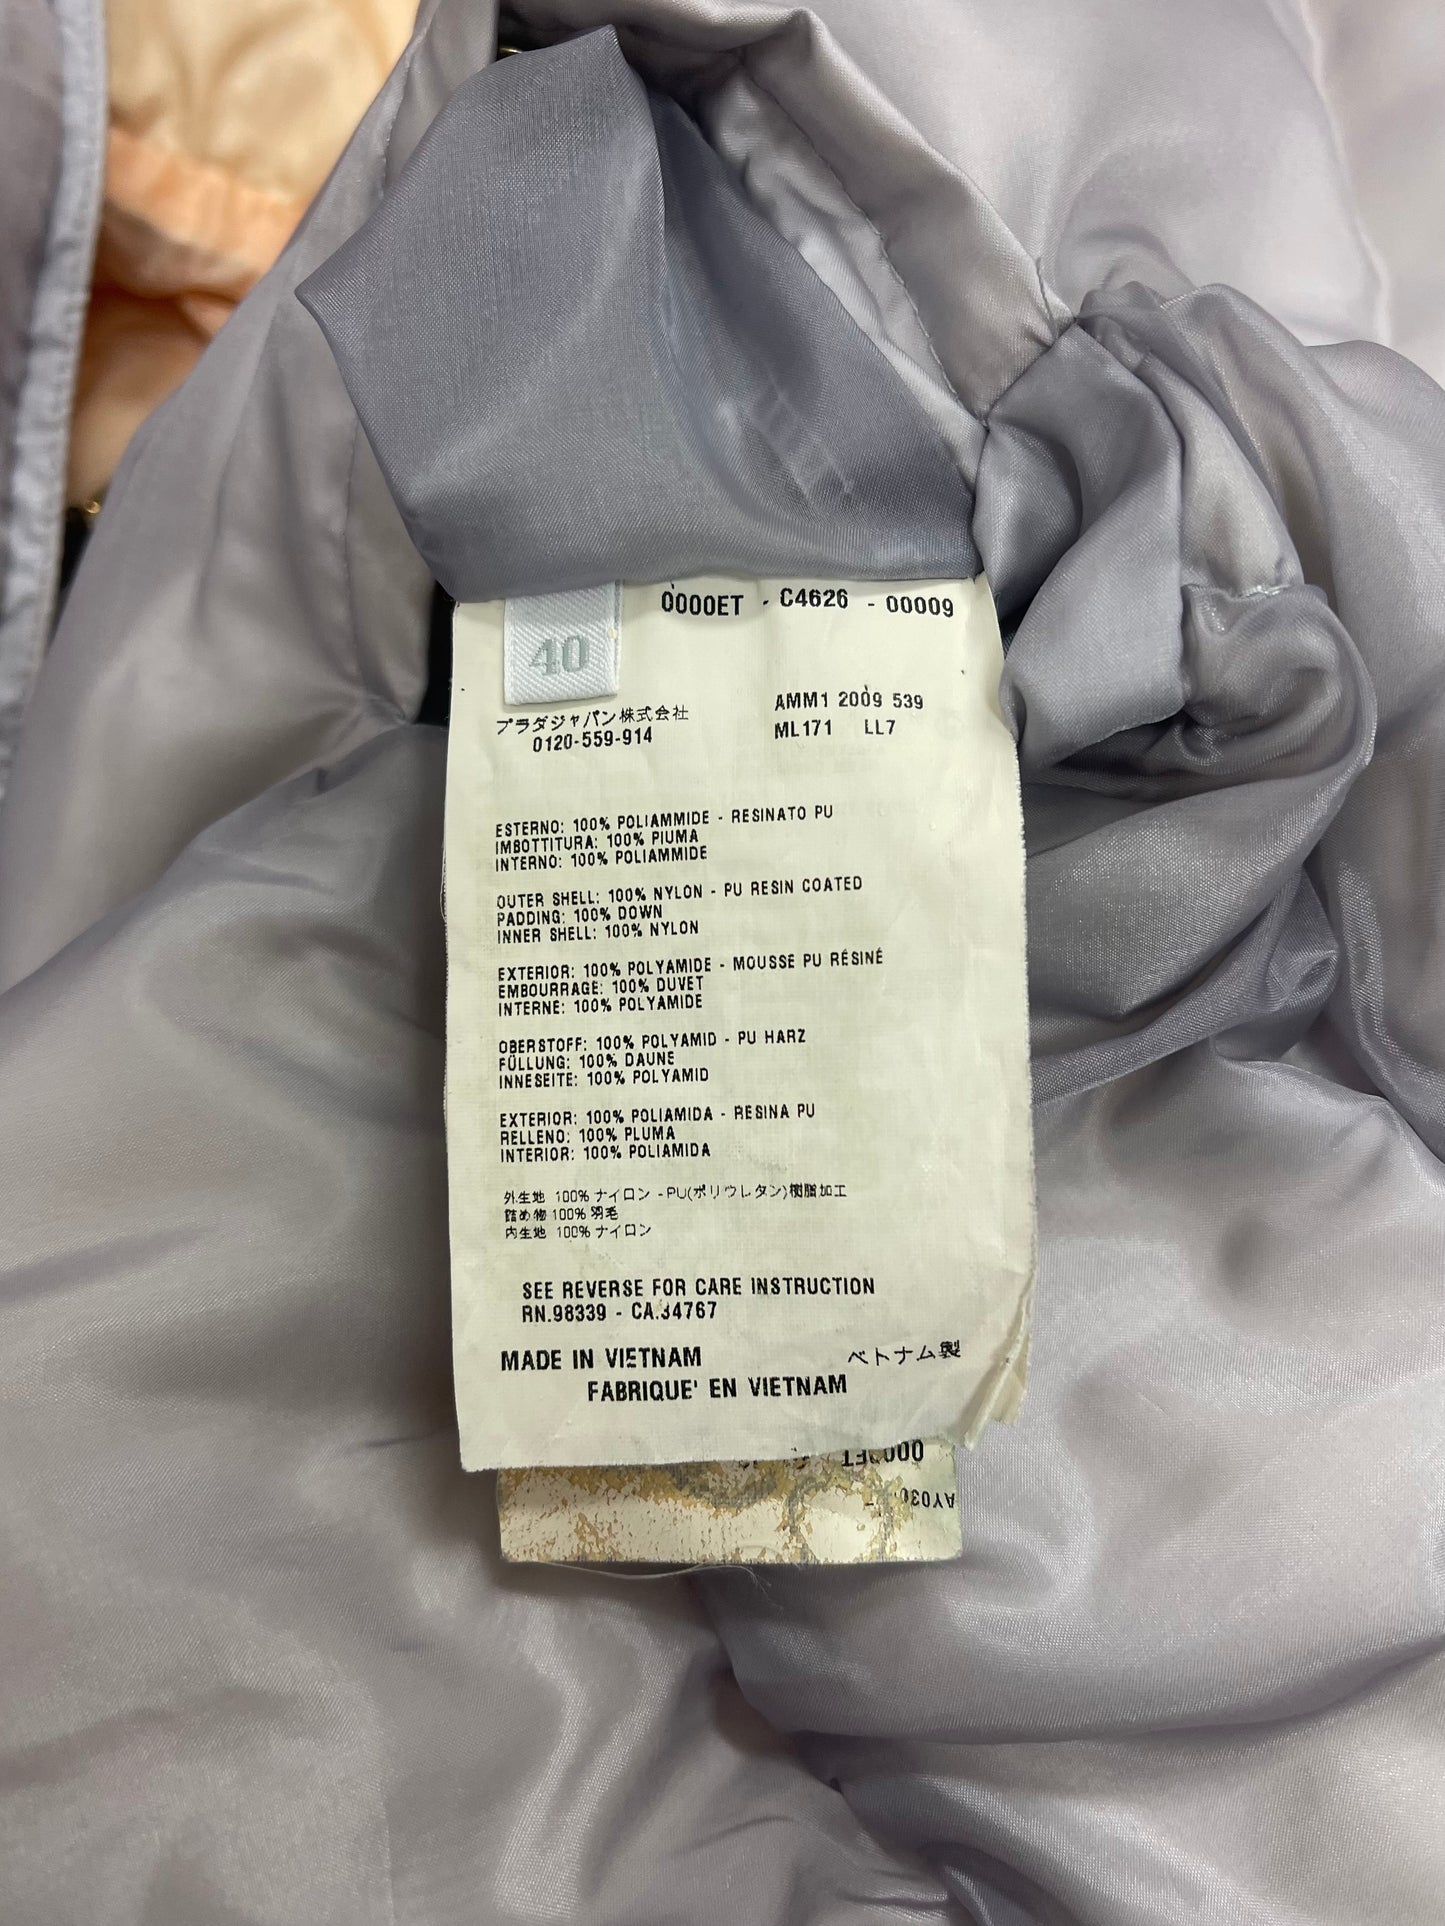 0000ET - C4626 - 00009
40
プラダジャパン株式会社
0120-559-914
AMM1 2009 539
ML171 LL7
ESTERNO: 100% POLIAMMIDE - RESINATO PU
IMBOTTITURA: 100% PIUMA
INTERNO: 100% POLIAMMIDE
OUTER SHELL: 100% NYLON - PU RESIN COATED
PADDING: 100% DOWN
INNER SHELL: 100% NYLON
EXTERIOR: 100% POLYAMIDE - MOUSSE PU RÉSINÉ
EMBOURRAGE: 100% DUVET
INTERNE: 100% POLYAMIDE
OBERSTOFF: 100% POLYAMID - PU HARZ
FÜLLUNG: 100% DAUNE
INNESEITE: 100% POLYAMID
EXTERIOR: 100% POLIAMIDA - RESINA PU
RELLENO: 100% PLUMA
INTERIOR: 100% POLIAMIDA
外生地 100% ナイロン -PU(ポリウレタン)樹脂加工
詰め物 100% 羽毛
内生地 100% ナイロン
SEE REVERSE FOR CARE INSTRUCTION
RN.98339 - CA.34767
MADE IN VIETNAM ベトナム製
FABRIQUE' EN VIETNAM